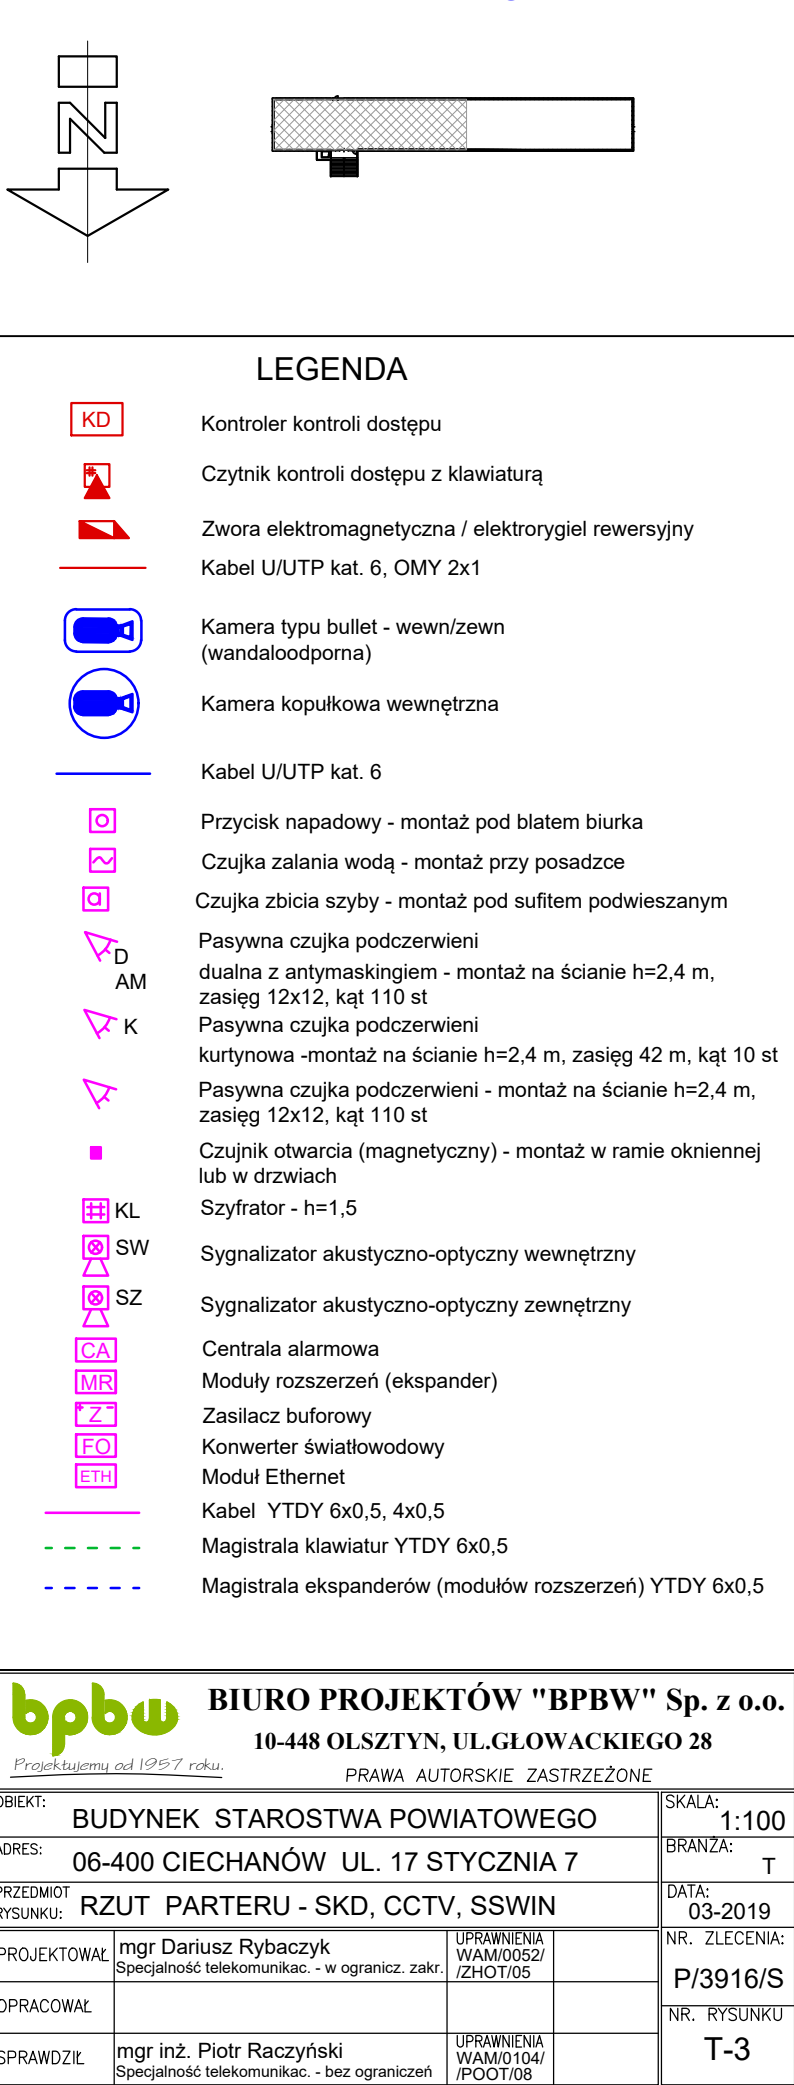 N
LEGENDA
KD Kontroler kontroli dostępu
# Czytnik kontroli dostępu z klawiaturą
Zwora elektromagnetyczna / elektrorygiel rewersyjny
Kabel U/UTP kat. 6, OMY 2x1
Kamera typu bullet - wewn/zewn
(wandaloodporna)
Kamera kopułkowa wewnętrzna
Kabel U/UTP kat. 6
Przycisk napadowy - montaż pod blatem biurka
Czujka zalania wodą - montaż przy posadzce
a Czujka zbicia szyby - montaż pod sufitem podwieszanym
Pasywna czujka podczerwieni
D
AM dualna z antymaskingiem - montaż na ścianie h=2,4 m,
zasięg 12x12, kąt 110 st
K Pasywna czujka podczerwieni
kurtynowa -montaż na ścianie h=2,4 m, zasięg 42 m, kąt 10 st
Pasywna czujka podczerwieni - montaż na ścianie h=2,4 m,
zasięg 12x12, kąt 110 st
Czujnik otwarcia (magnetyczny) - montaż w ramie okniennej
lub w drzwiach
# KL Szyfrator - h=1,5
SW Sygnalizator akustyczno-optyczny wewnętrzny
SZ Sygnalizator akustyczno-optyczny zewnętrzny
CA Centrala alarmowa
MR Moduły rozszerzeń (ekspander)
+ Z - Zasilacz buforowy
FO Konwerter światłowodowy
ETH Moduł Ethernet
Kabel YTDY 6x0,5, 4x0,5
Magistrala klawiatur YTDY 6x0,5
Magistrala ekspanderów (modułów rozszerzeń) YTDY 6x0,5
bpbw
Projektujemy od 1957 roku.
BIURO PROJEKTÓW "BPBW" Sp. z o.o.
10-448 OLSZTYN, UL.GŁOWACKIEGO 28
PRAWA AUTORSKIE ZASTRZEŻONE
OBIEKT: BUDYNEK STAROSTWA POWIATOWEGO
SKALA: 1:100
ADRES: 06-400 CIECHANÓW UL. 17 STYCZNIA 7
BRANŻA: T
PRZEDMIOT
RYSUNKU: RZUT PARTERU - SKD, CCTV, SSWIN
DATA: 03-2019
PROJEKTOWAŁ mgr Dariusz Rybaczyk
Specjalność telekomunikac. - w ogranicz. zakr.
UPRAWNIENIA
WAM/0052/
/ZHOT/05
NR. ZLECENIA:
P/3916/S
OPRACOWAŁ
NR. RYSUNKU
T-3
SPRAWDZIŁ mgr inż. Piotr Raczyński
Specjalność telekomunikac. - bez ograniczeń
UPRAWNIENIA
WAM/0104/
/POOT/08